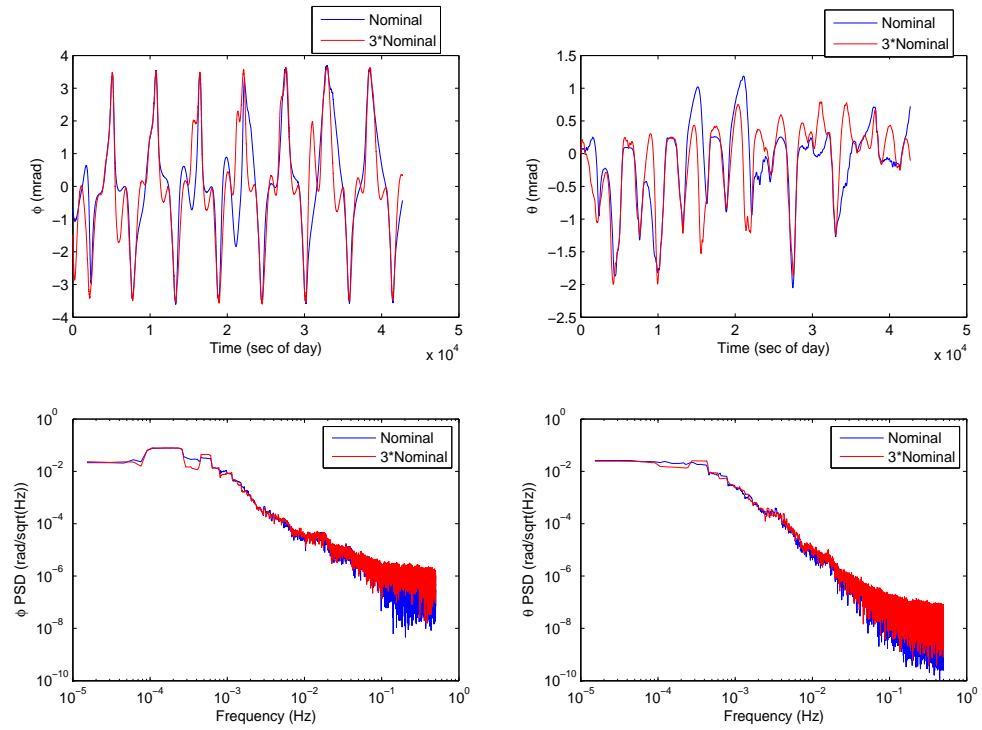 Nominal
3*Nominal
4
3
2
1
0
-1
-2
-3
-4
ϕ (mrad)
0 1 2 3 4 5
Time (sec of day)
x 10^4
Nominal
3*Nominal
1.5
1
0.5
0
-0.5
-1
-1.5
-2
-2.5
θ (mrad)
0 1 2 3 4 5
Time (sec of day)
x 10^4
Nominal
3*Nominal
10^0
10^-2
10^-4
10^-6
10^-8
10^-10
ϕ PSD (rad/sqrt(Hz))
10^-5 10^-4 10^-3 10^-2 10^-1 10^0
Frequency (Hz)
Nominal
3*Nominal
10^0
10^-2
10^-4
10^-6
10^-8
10^-10
θ PSD (rad/sqrt(Hz))
10^-5 10^-4 10^-3 10^-2 10^-1 10^0
Frequency (Hz)